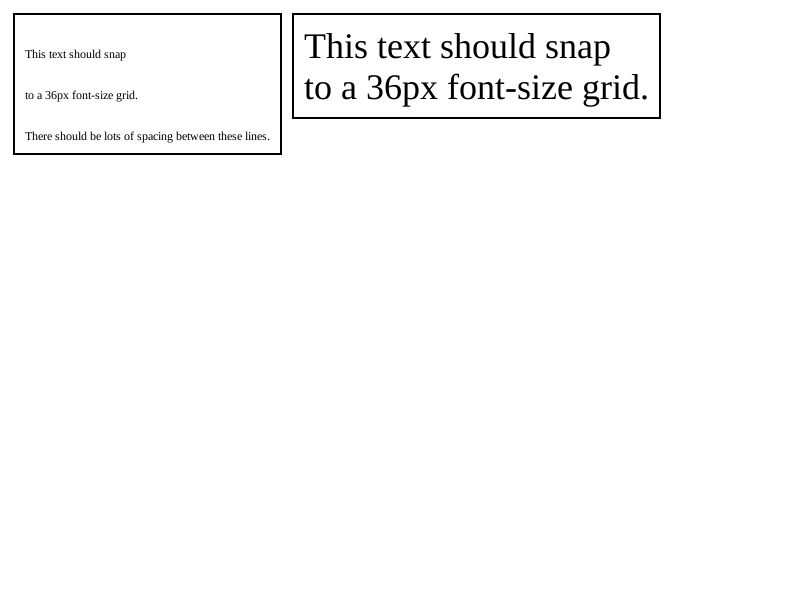 This text should snap
to a 36px font-size grid.
There should be lots of spacing between these lines.
This text should snap
to a 36px font-size grid.